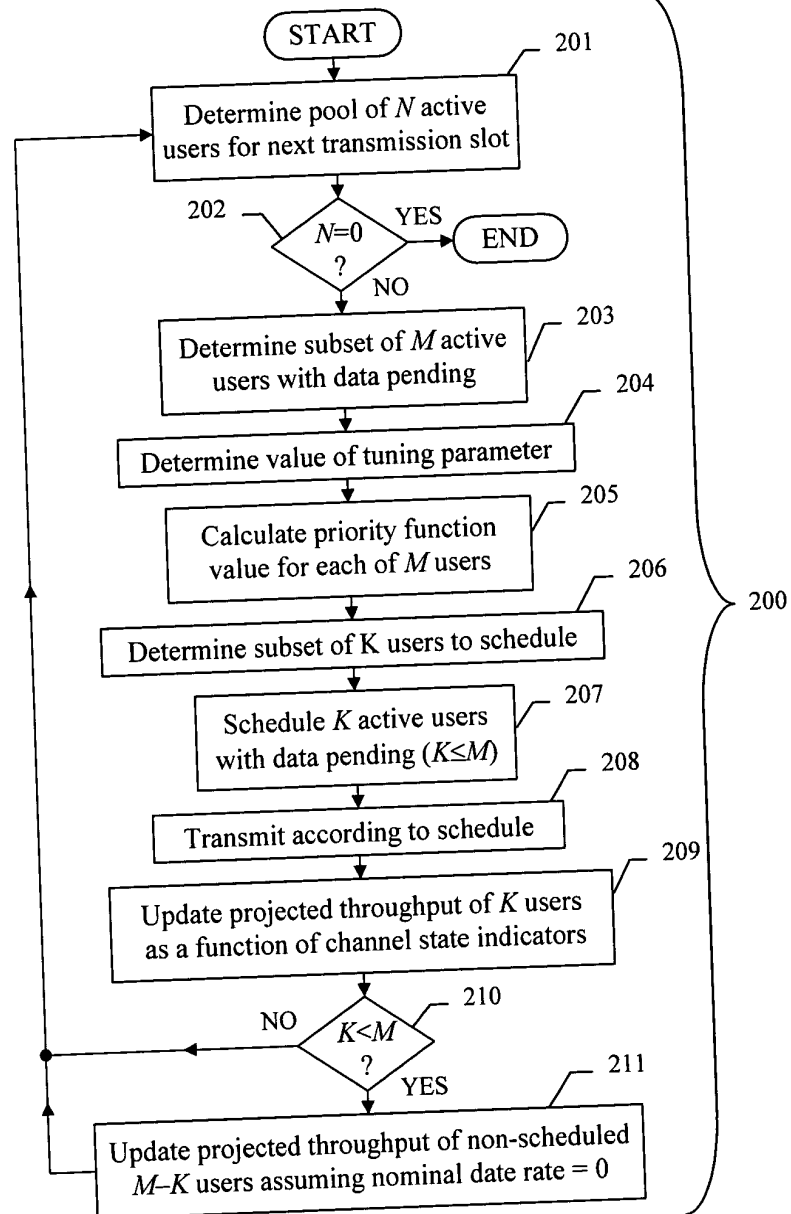 START
201
Determine pool of N active
users for next transmission slot
202
N=0
?
YES
END
NO
203
Determine subset of M active
users with data pending
204
Determine value of tuning parameter
205
Calculate priority function
value for each of M users
206
Determine subset of K users to schedule
200
207
Schedule K active users
with data pending (K≤M)
208
Transmit according to schedule
209
Update projected throughput of K users
as a function of channel state indicators
210
NO
K<M
?
YES
211
Update projected throughput of non-scheduled
M–K users assuming nominal date rate = 0